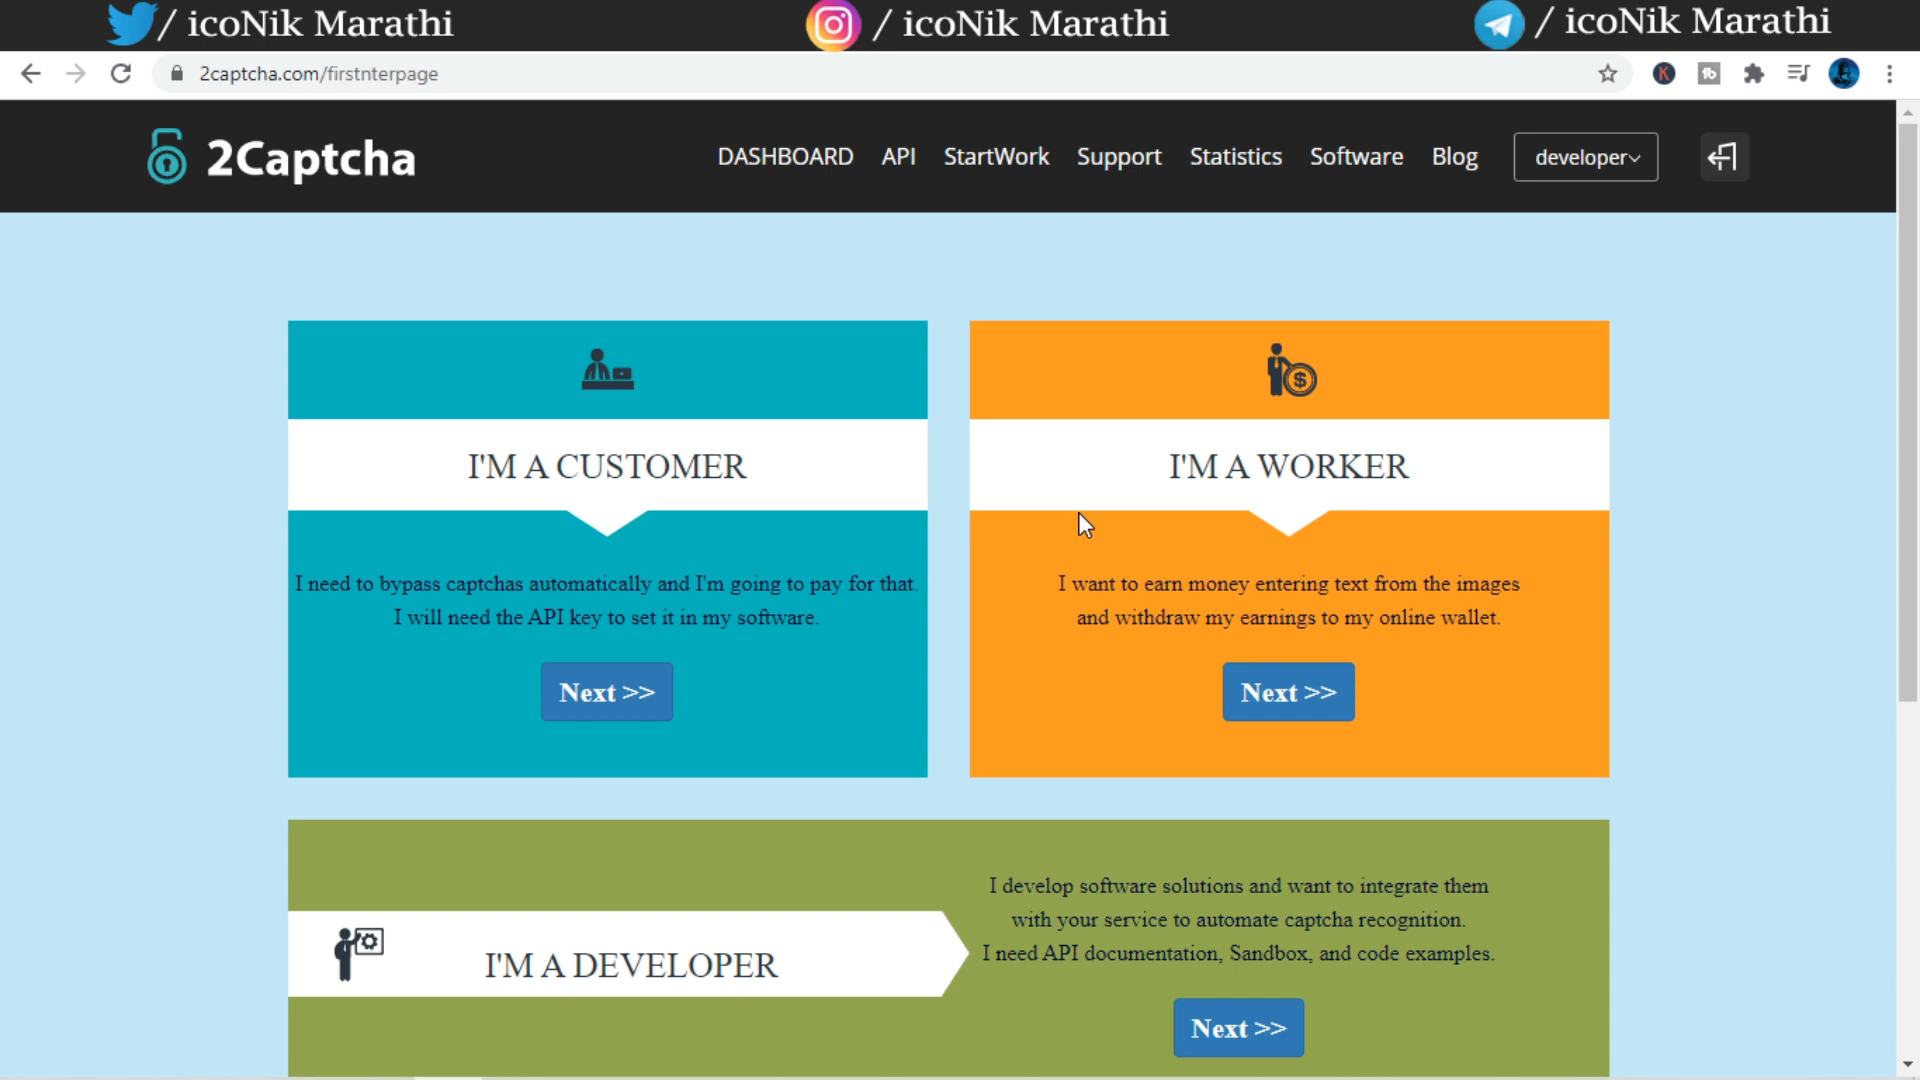 / icoNik Marathi
/ icoNik Marathi
/ icoNik Marathi
2captcha.com/firstnterpage
2Captcha
DASHBOARD API StartWork Support Statistics Software Blog developer
I'M A CUSTOMER
I need to bypass captchas automatically and I'm going to pay for that.
I will need the API key to set it in my software.
Next >>
I'M A WORKER
I want to earn money entering text from the images
and withdraw my earnings to my online wallet.
Next >>
I'M A DEVELOPER
I develop software solutions and want to integrate them
with your service to automate captcha recognition.
I need API documentation, Sandbox, and code examples.
Next >>